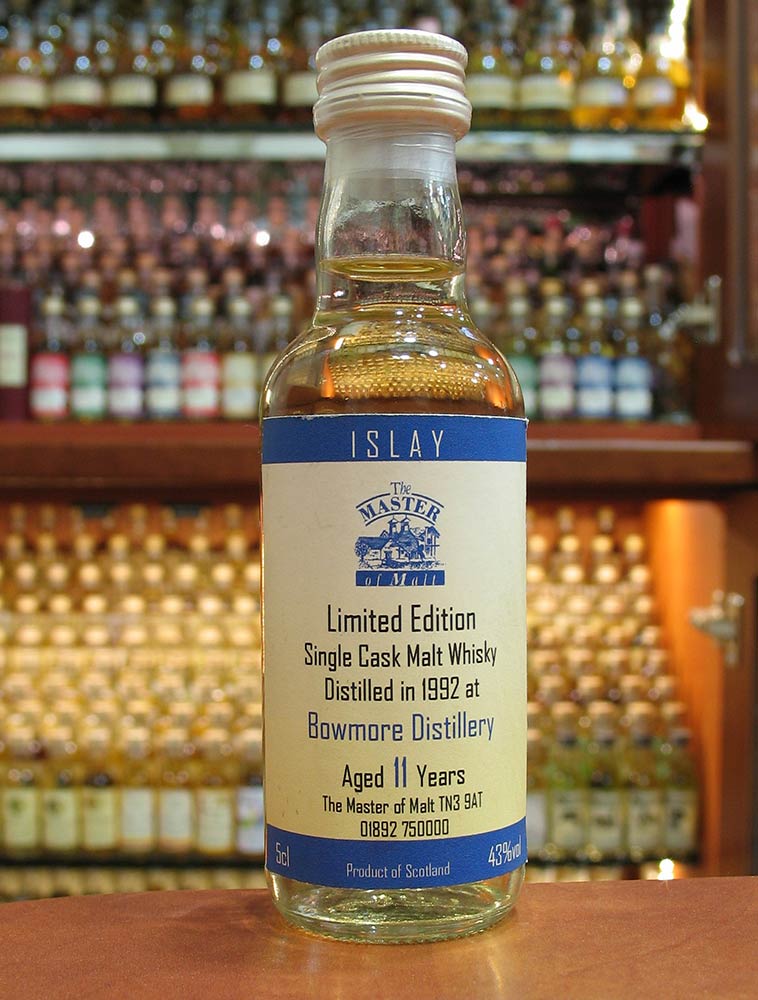 ISLAY
The
MASTER
of Malt
Limited Edition
Single Cask Malt Whisky
Distilled in 1992 at
Bowmore Distillery
Aged 11 Years
The Master of Malt TN3 9AT
01892 750000
5cl
Product of Scotland
43%vol